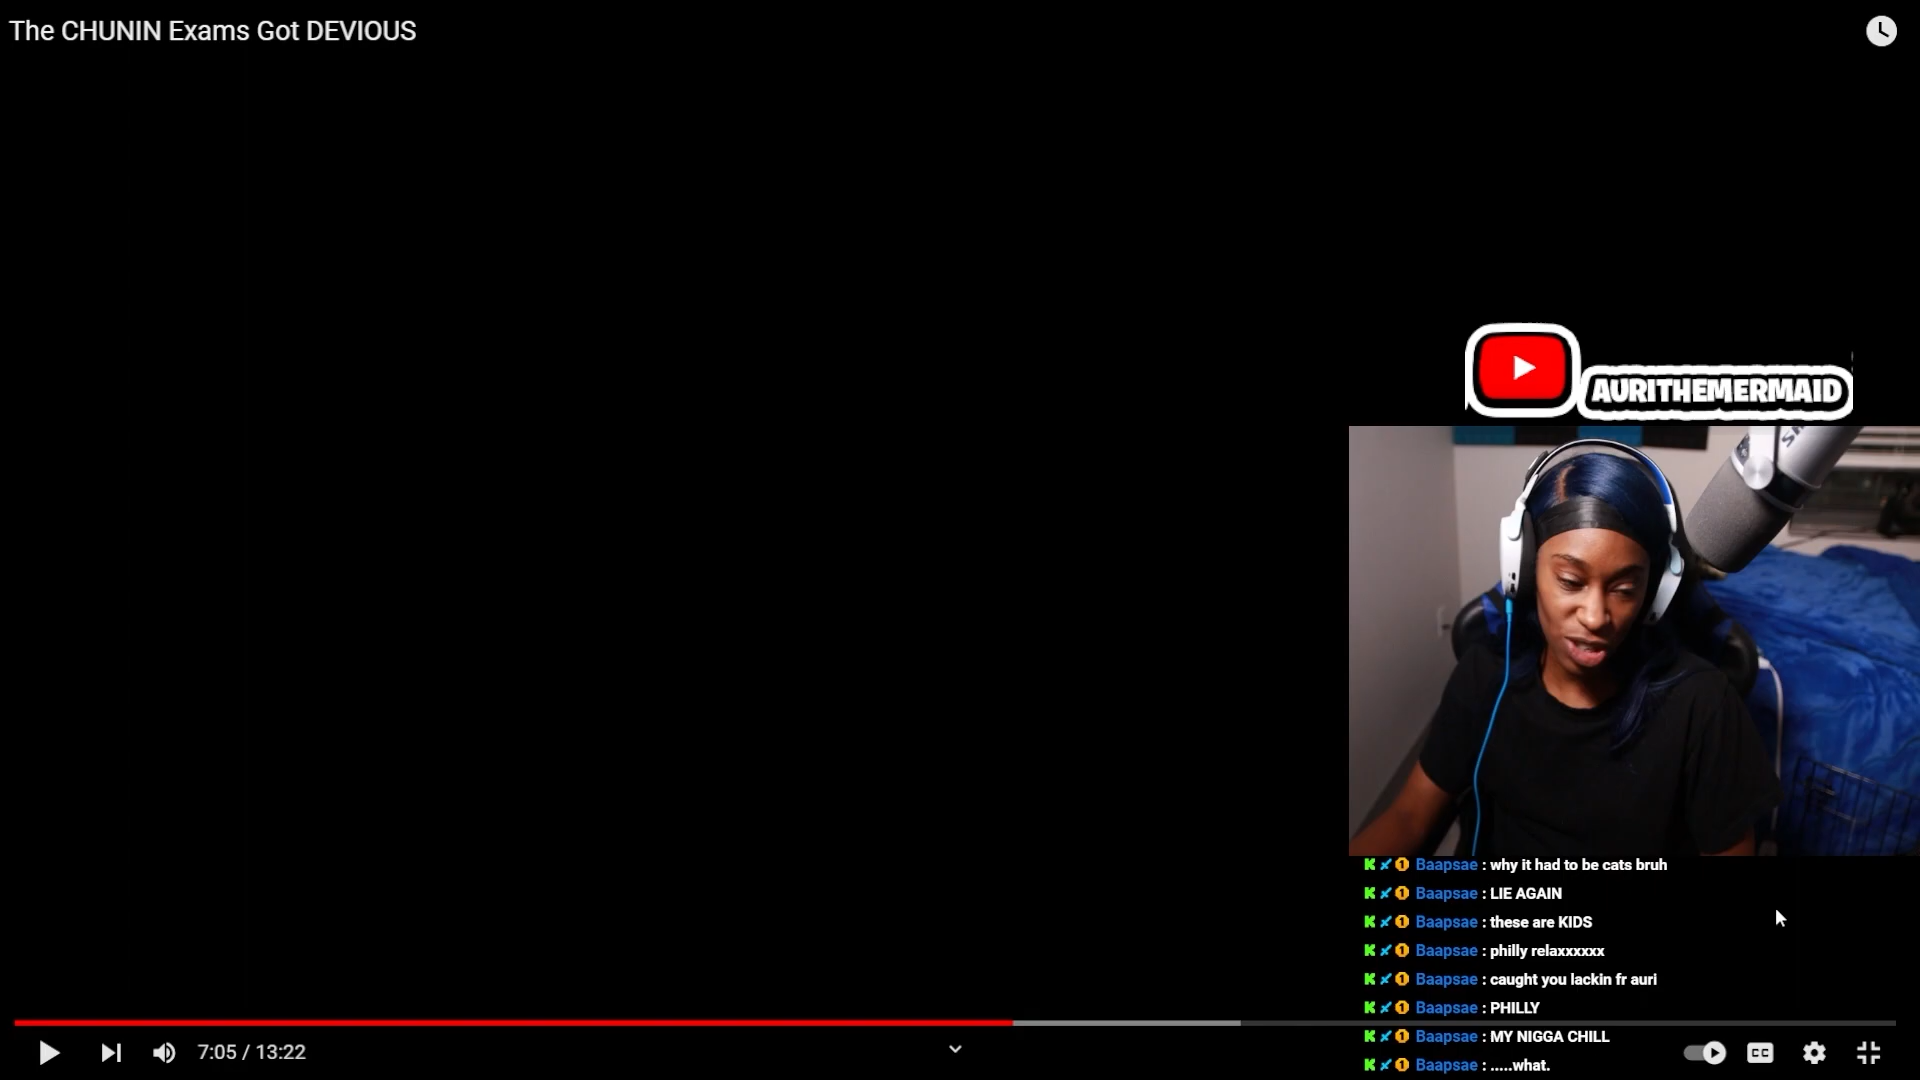 The CHUNIN Exams Got DEVIOUS
AURITHEMERMAID
Baapsae : why it had to be cats bruh
Baapsae : LIE AGAIN
Baapsae : these are KIDS
Baapsae : philly relaxxxxxx
Baapsae : caught you lackin fr auri
Baapsae : PHILLY
Baapsae : MY NIGGA CHILL
Baapsae : .....what.
7:05 / 13:22
CC